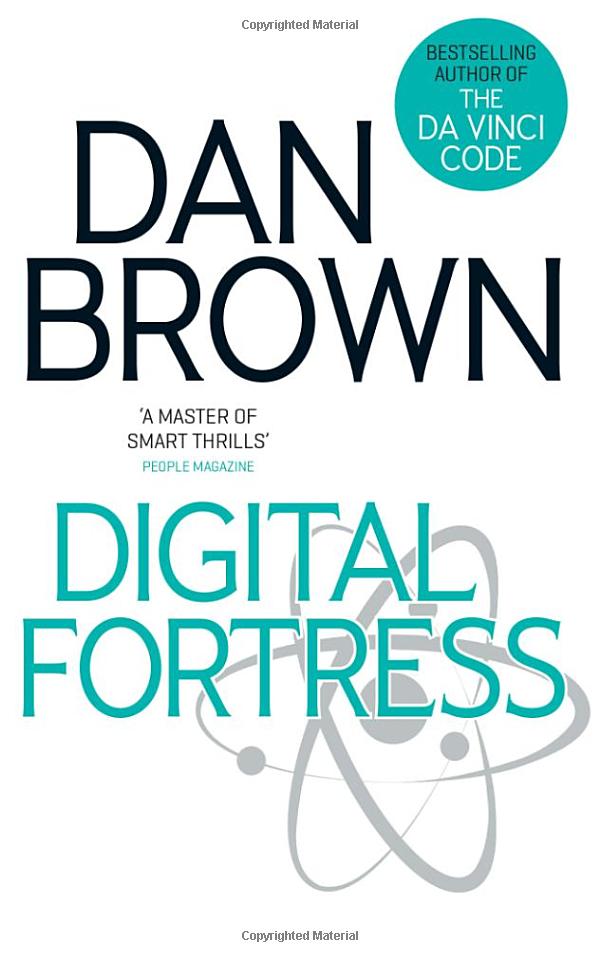 Copyrighted Material
BESTSELLING
AUTHOR OF
THE
DA VINCI
CODE
DAN
BROWN
‘A MASTER OF
SMART THRILLS’
PEOPLE MAGAZINE
DIGITAL
FORTRESS
Copyrighted Material